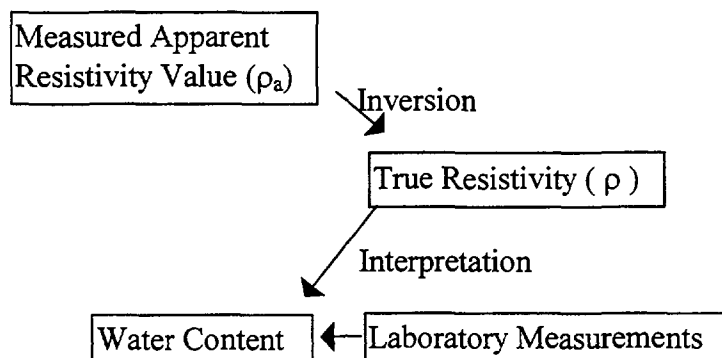 Measured Apparent
Resistivity Value (ρₐ)
Inversion
True Resistivity ( ρ )
Interpretation
Water Content
Laboratory Measurements